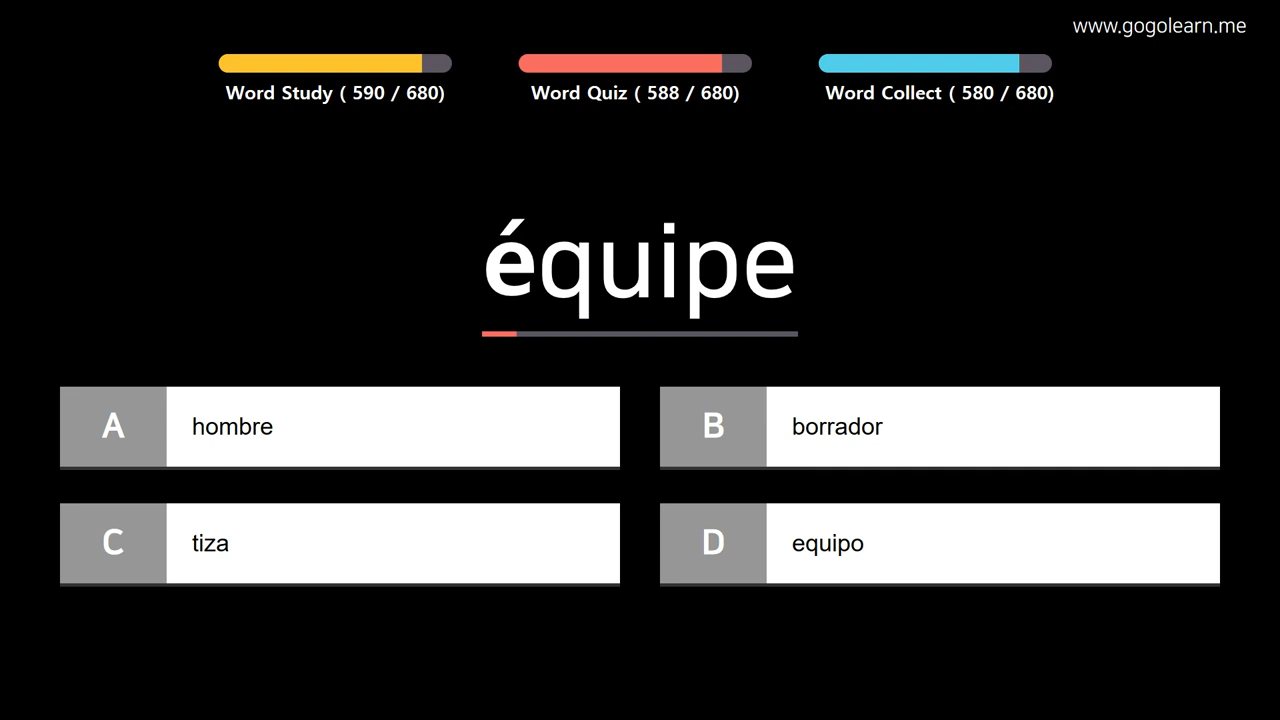 www.gogolearn.me
Word Study ( 590 / 680)
Word Quiz ( 588 / 680)
Word Collect ( 580 / 680)
équipe
A hombre
B borrador
C tiza
D equipo